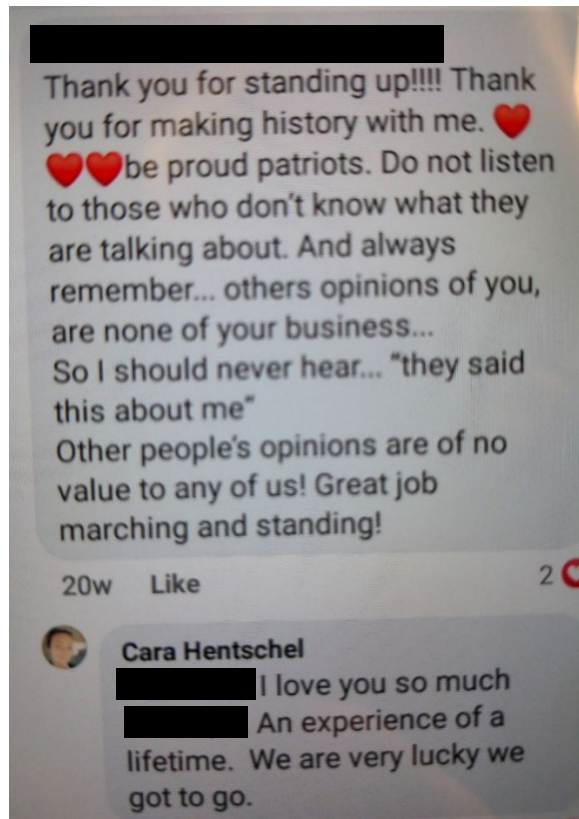 Thank you for standing up!!!! Thank
you for making history with me. ❤️
❤️❤️be proud patriots. Do not listen
to those who don't know what they
are talking about. And always
remember... others opinions of you,
are none of your business...
So I should never hear... "they said
this about me"
Other people's opinions are of no
value to any of us! Great job
marching and standing!
20w Like 2
Cara Hentschel
I love you so much
An experience of a
lifetime. We are very lucky we
got to go.